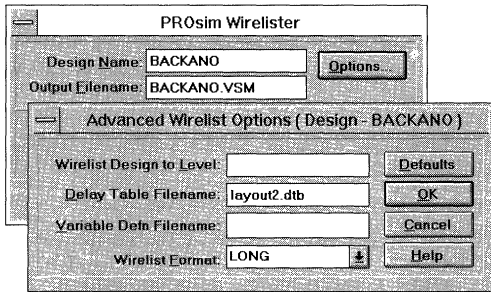 PROsim Wirelister
Design Name: BACKANO
Options...
Output Filename: BACKANO.VSM
Advanced Wirelist Options ( Design - BACKANO )
Wirelist Design to Level:
Defaults
Delay Table Filename: layout2.dtb
OK
Variable Defn Filename:
Cancel
Wirelist Format: LONG
Help